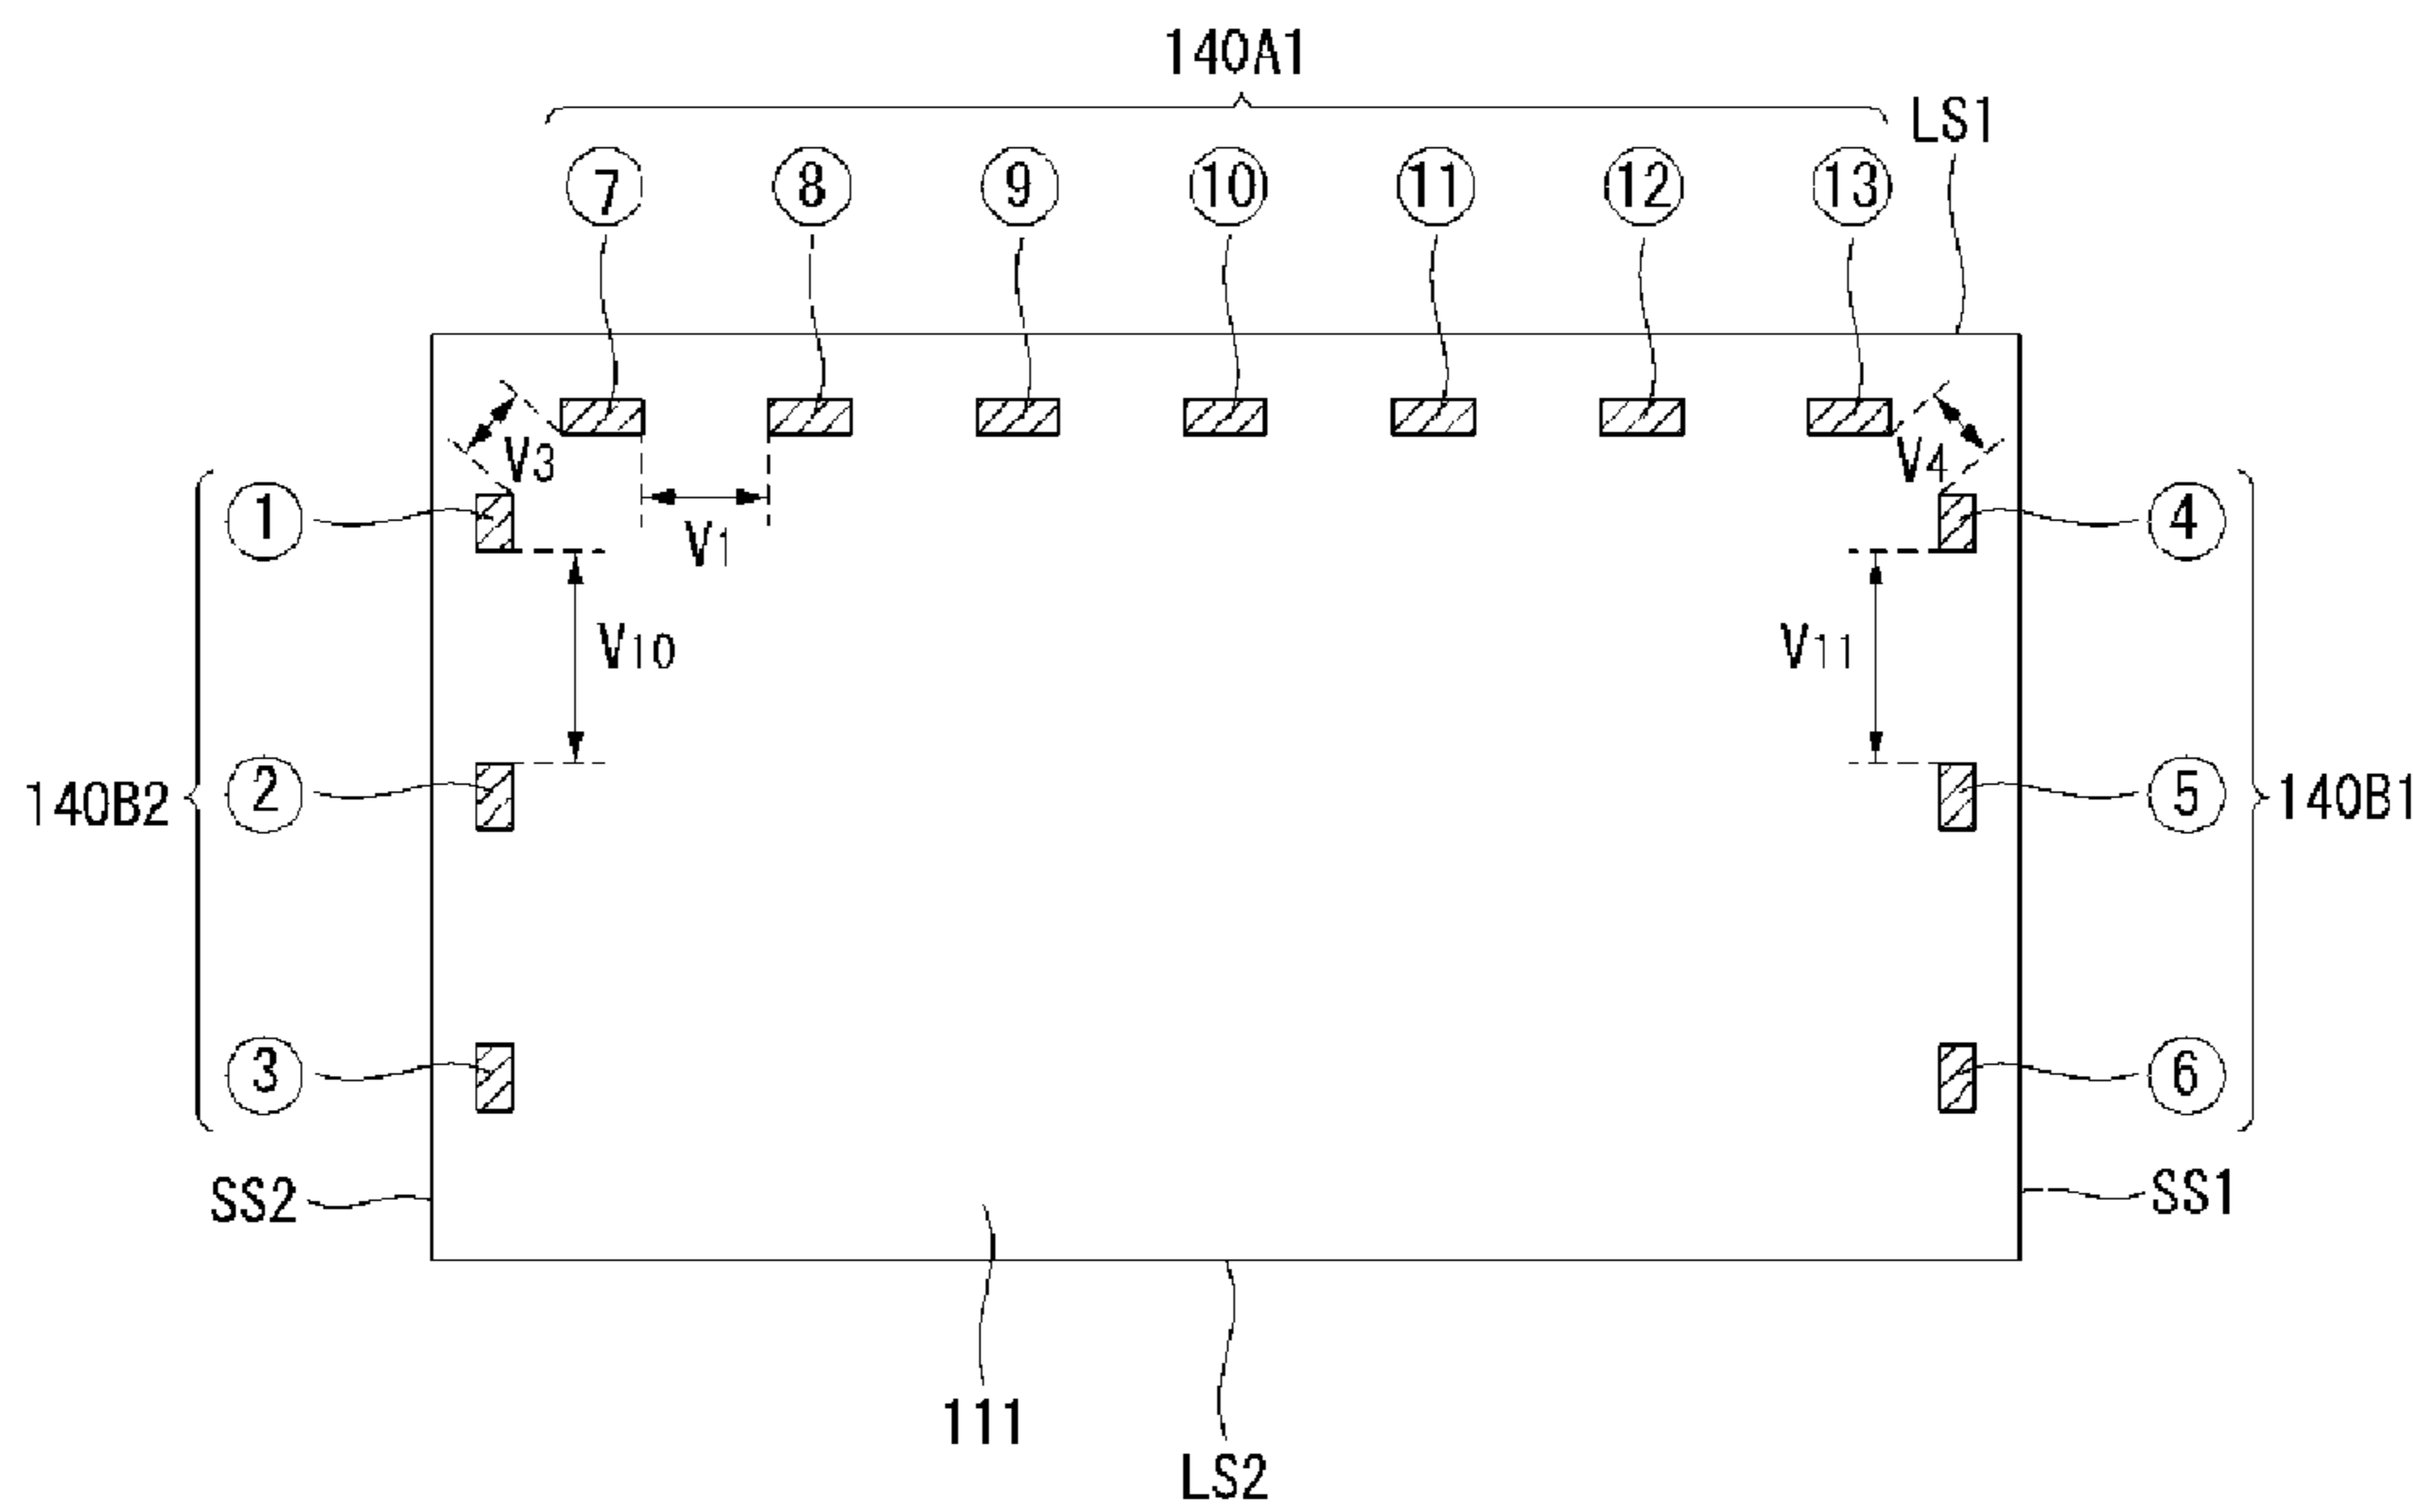 140A1
LS1
⑦ ⑧ ⑨ ⑩ ⑪ ⑫ ⑬
V3 V4
① V1 ④
V10 V11
140B2 ② ⑤ 140B1
③ ⑥
SS2 SS1
111
LS2